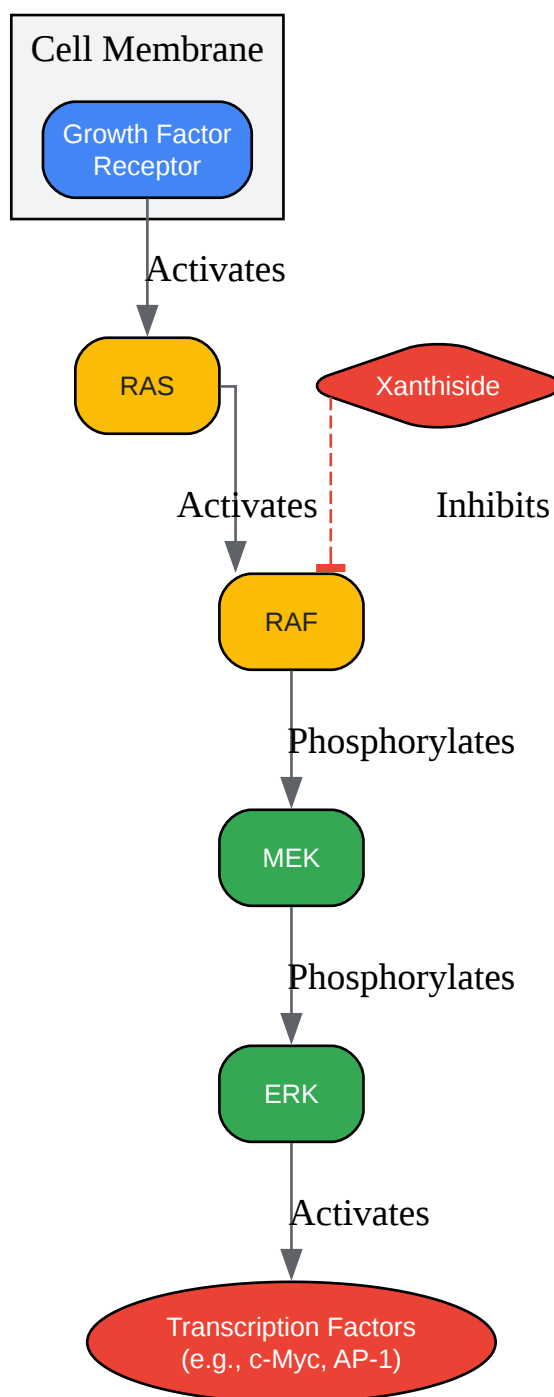 Cell Membrane
Growth Factor
Receptor
Activates
RAS
Xanthiside
Activates
Inhibits
RAF
Phosphorylates
MEK
Phosphorylates
ERK
Activates
Transcription Factors
(e.g., c-Myc, AP-1)